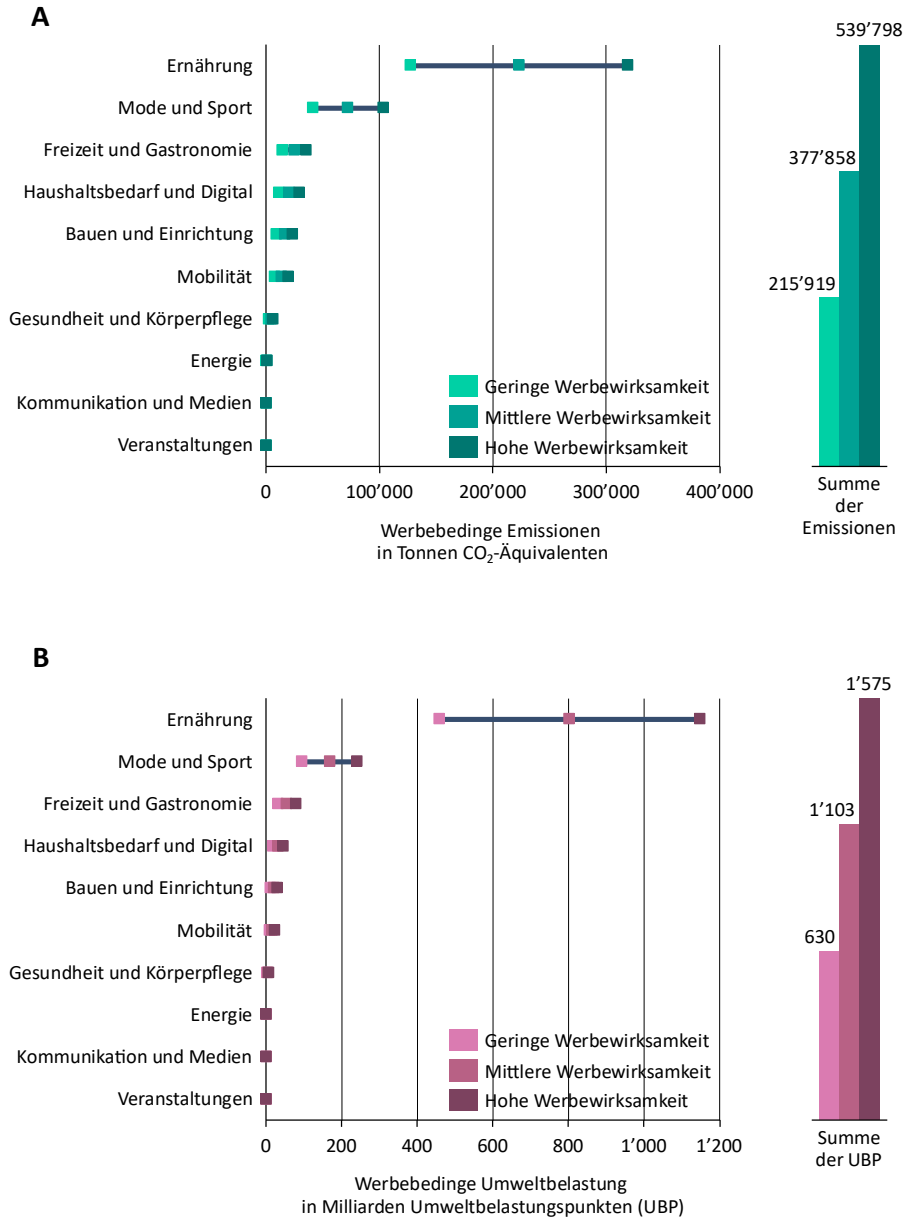 A
539’798
Ernährung
Mode und Sport
Freizeit und Gastronomie
377’858
Haushaltsbedarf und Digital
Bauen und Einrichtung
Mobilität
215’919
Gesundheit und Körperpflege
Energie
Geringe Werbewirksamkeit
Kommunikation und Medien
Mittlere Werbewirksamkeit
Veranstaltungen
Hohe Werbewirksamkeit
0 100’000 200’000 300’000 400’000
Summe
der
Emissionen
Werbebedinge Emissionen
in Tonnen CO₂-Äquivalenten
B
1’575
Ernährung
Mode und Sport
Freizeit und Gastronomie
1’103
Haushaltsbedarf und Digital
Bauen und Einrichtung
Mobilität
630
Gesundheit und Körperpflege
Energie
Geringe Werbewirksamkeit
Kommunikation und Medien
Mittlere Werbewirksamkeit
Veranstaltungen
Hohe Werbewirksamkeit
0 200 400 600 800 1’000 1’200
Summe
der UBP
Werbebedinge Umweltbelastung
in Milliarden Umweltbelastungspunkten (UBP)